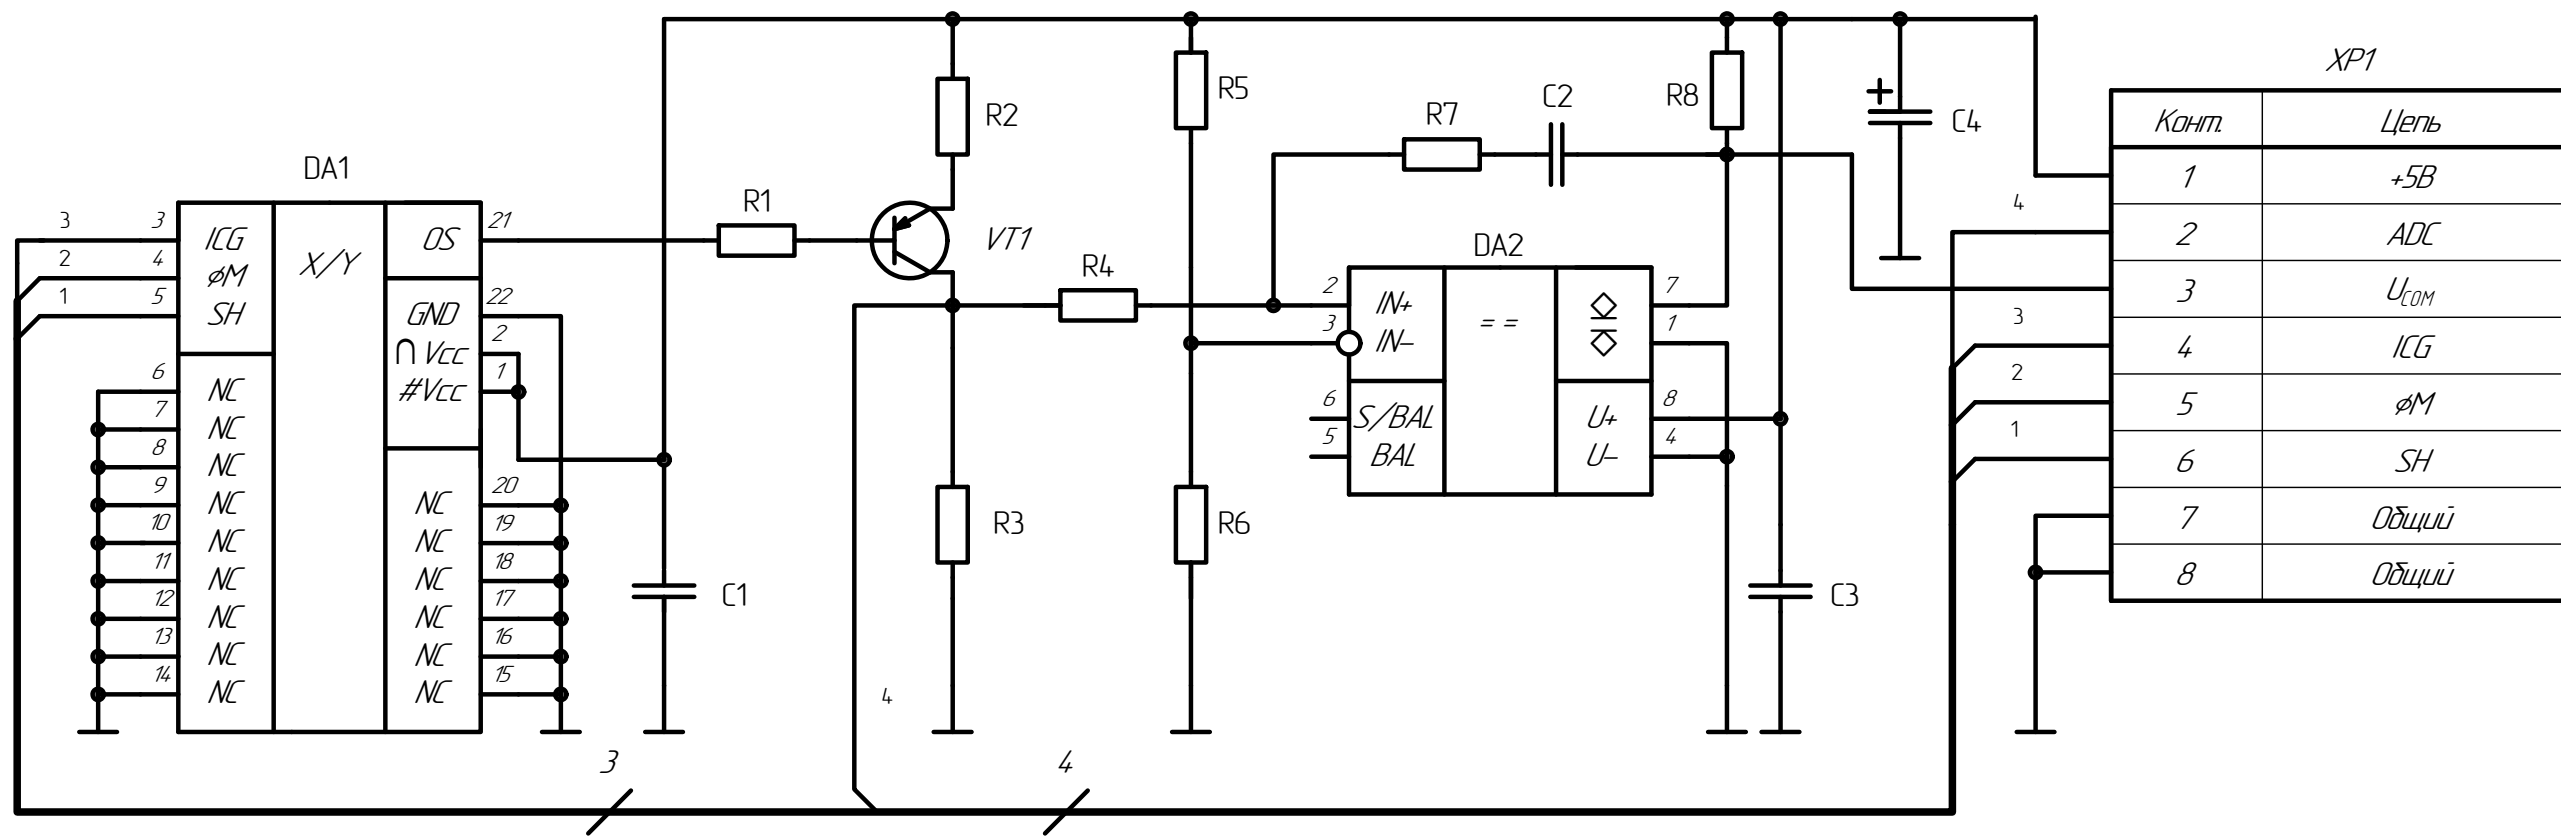 XP1
Конт.
Цепь
1
+5В
2
ADC
3
UCOM
4
ICG
5
øM
6
SH
7
Общий
8
Общий
4
3
2
1
DA1
3
3
ICG
2
4
øM
1
5
SH
X/Y
OS
21
GND
22
∩ Vcc
2
#Vcc
1
6
NC
7
NC
8
NC
9
NC
10
NC
11
NC
12
NC
13
NC
14
NC
20
NC
19
NC
18
NC
17
NC
16
NC
15
NC
R1
R2
VT1
R3
C1
R4
R5
R6
R7
C2
R8
+
C4
C3
DA2
2
IN+
3
IN–
= =
6
S/BAL
5
BAL
7
1
8
U+
4
U–
4
3
4